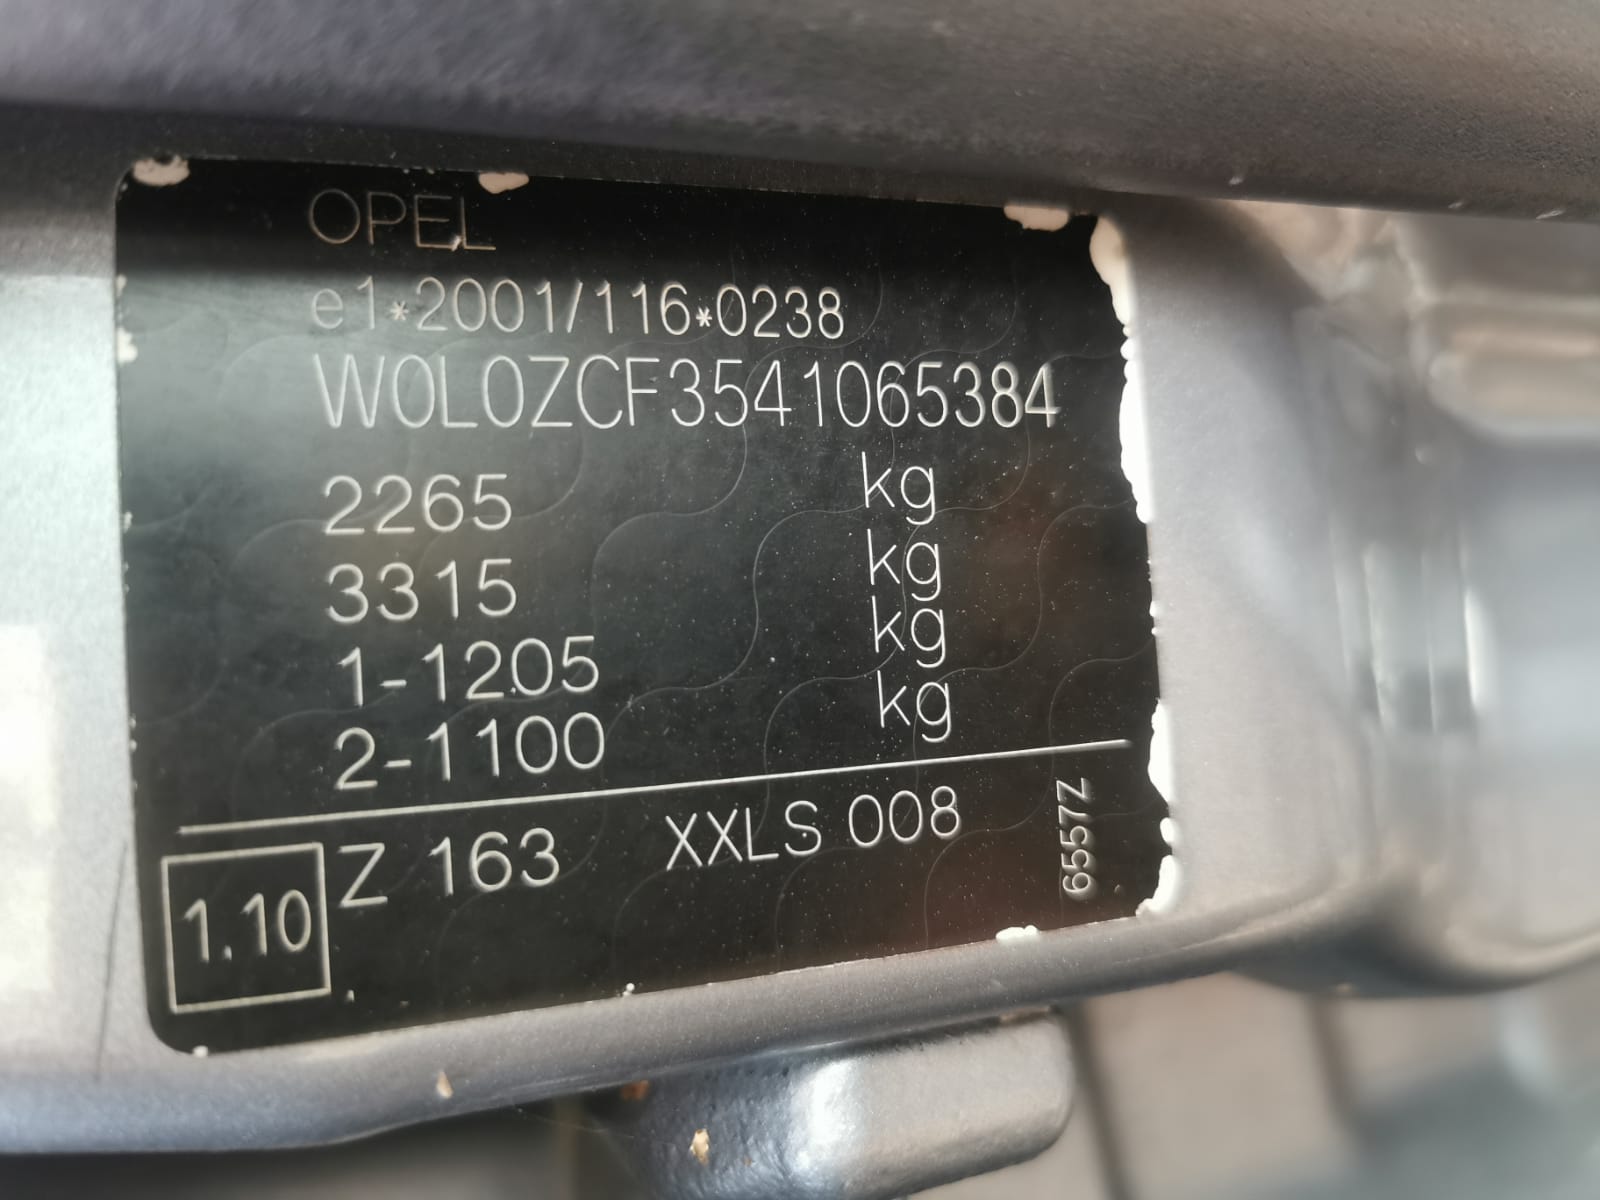 OPEL
e1*2001/116*0238
W0L0ZCF3541065384
2265 kg
3315 kg
1-1205 kg
2-1100 kg
1.10 Z 163 XXLS 008
6557Z